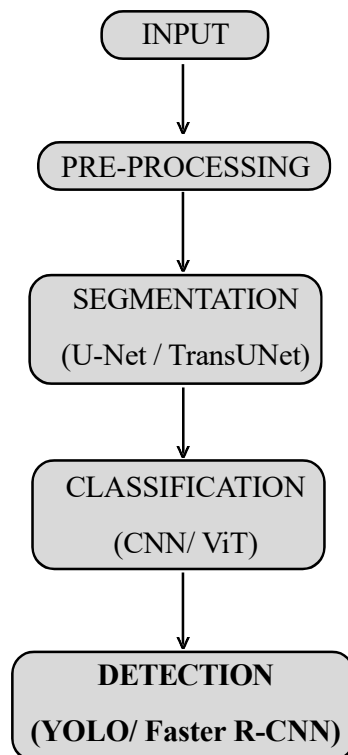 INPUT
PRE-PROCESSING
SEGMENTATION
(U-Net / TransUNet)
CLASSIFICATION
(CNN/ ViT)
DETECTION
(YOLO/ Faster R-CNN)